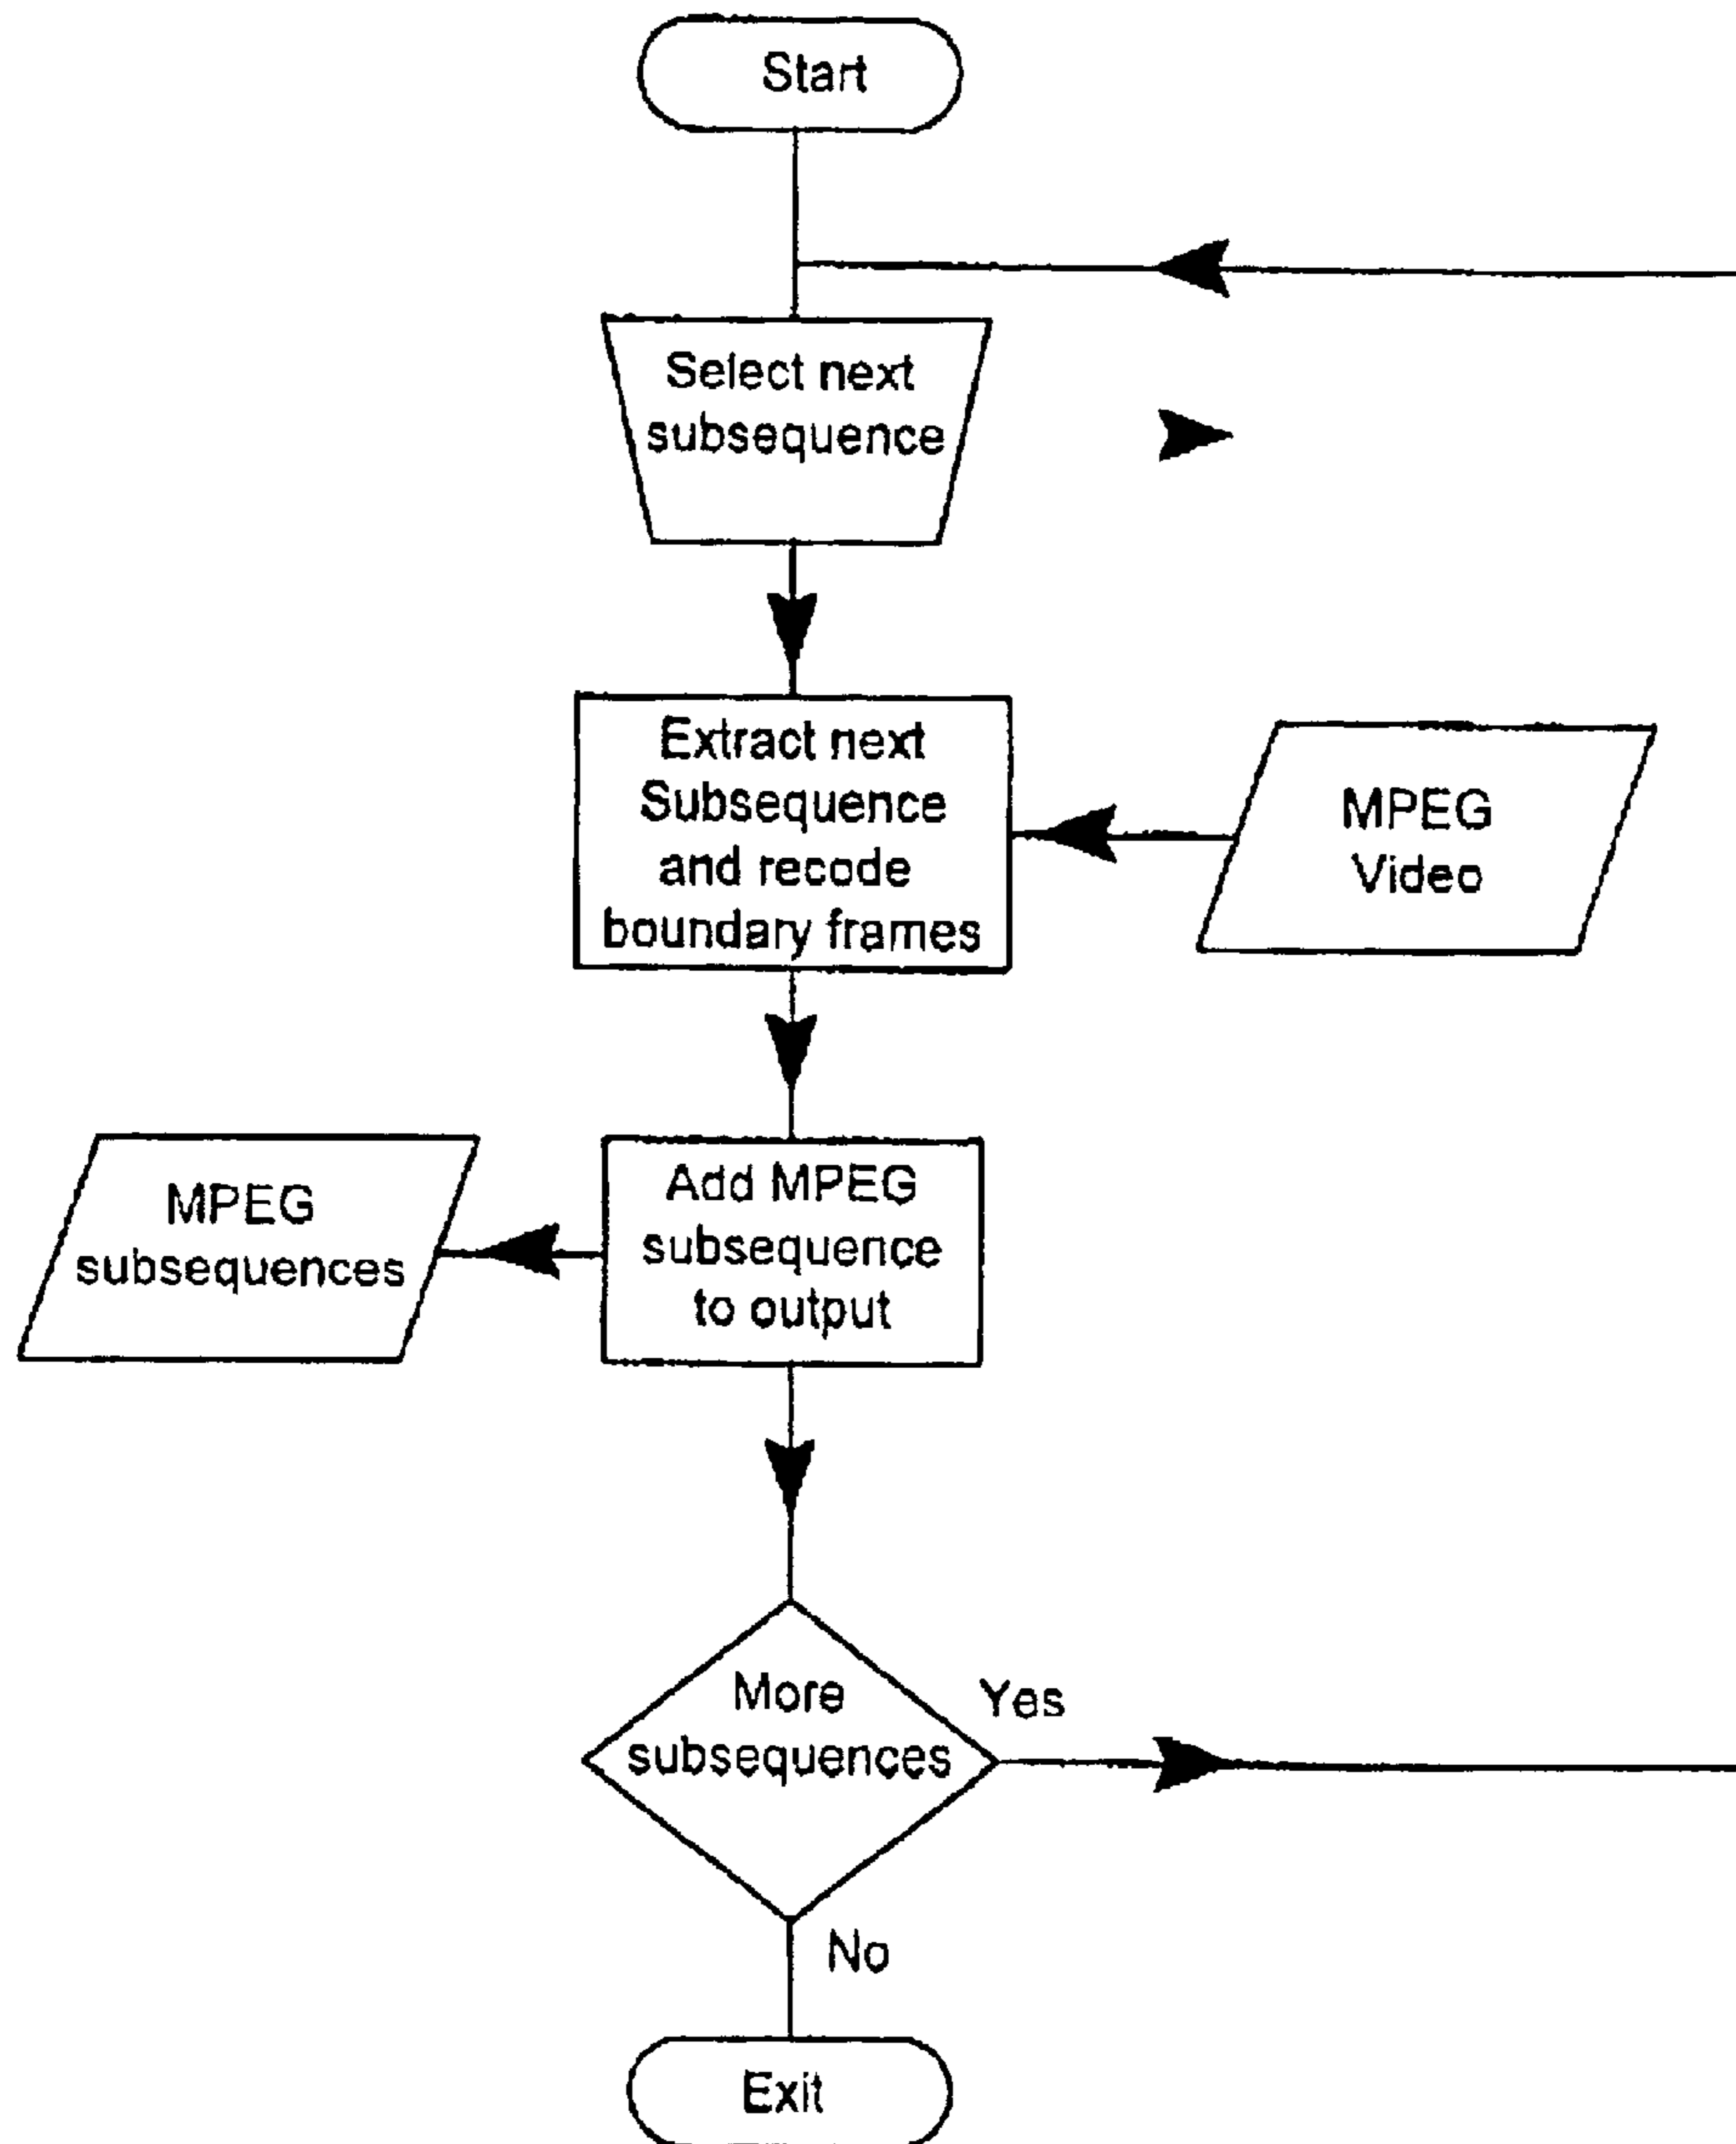 Start
Select next
subsequence
Extract next
Subsequence
and recode
boundary frames
MPEG
Video
MPEG
subsequences
Add MPEG
subsequence
to output
More
subsequences
Yes
No
Exit